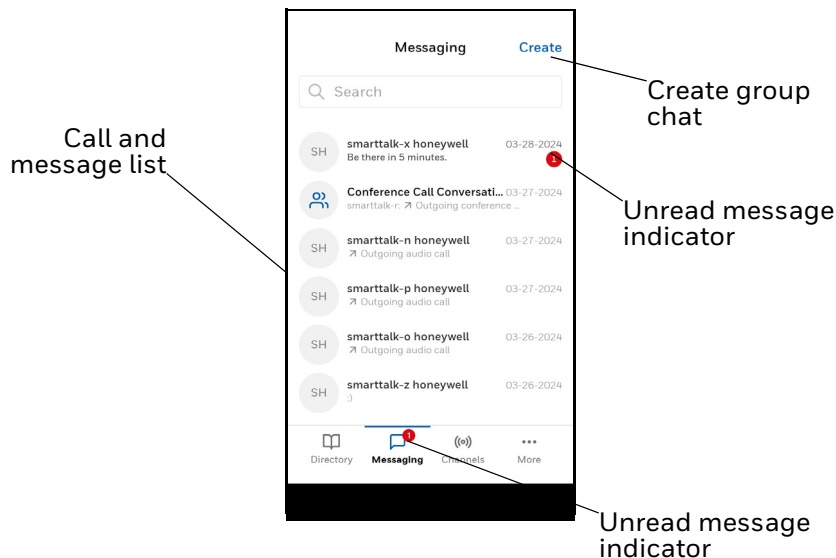 Messaging
Create
Search
Create group
chat
Call and
message list
SH
smarttalk-x honeywell
03-28-2024
Be there in 5 minutes.
1
Conference Call Conversati...
03-27-2024
smarttalk-r: ↗ Outgoing conference ...
Unread message
indicator
SH
smarttalk-n honeywell
03-27-2024
↗ Outgoing audio call
SH
smarttalk-p honeywell
03-27-2024
↗ Outgoing audio call
SH
smarttalk-o honeywell
03-26-2024
↗ Outgoing audio call
SH
smarttalk-z honeywell
03-26-2024
:)
1
Directory
Messaging
Channels
More
Unread message
indicator